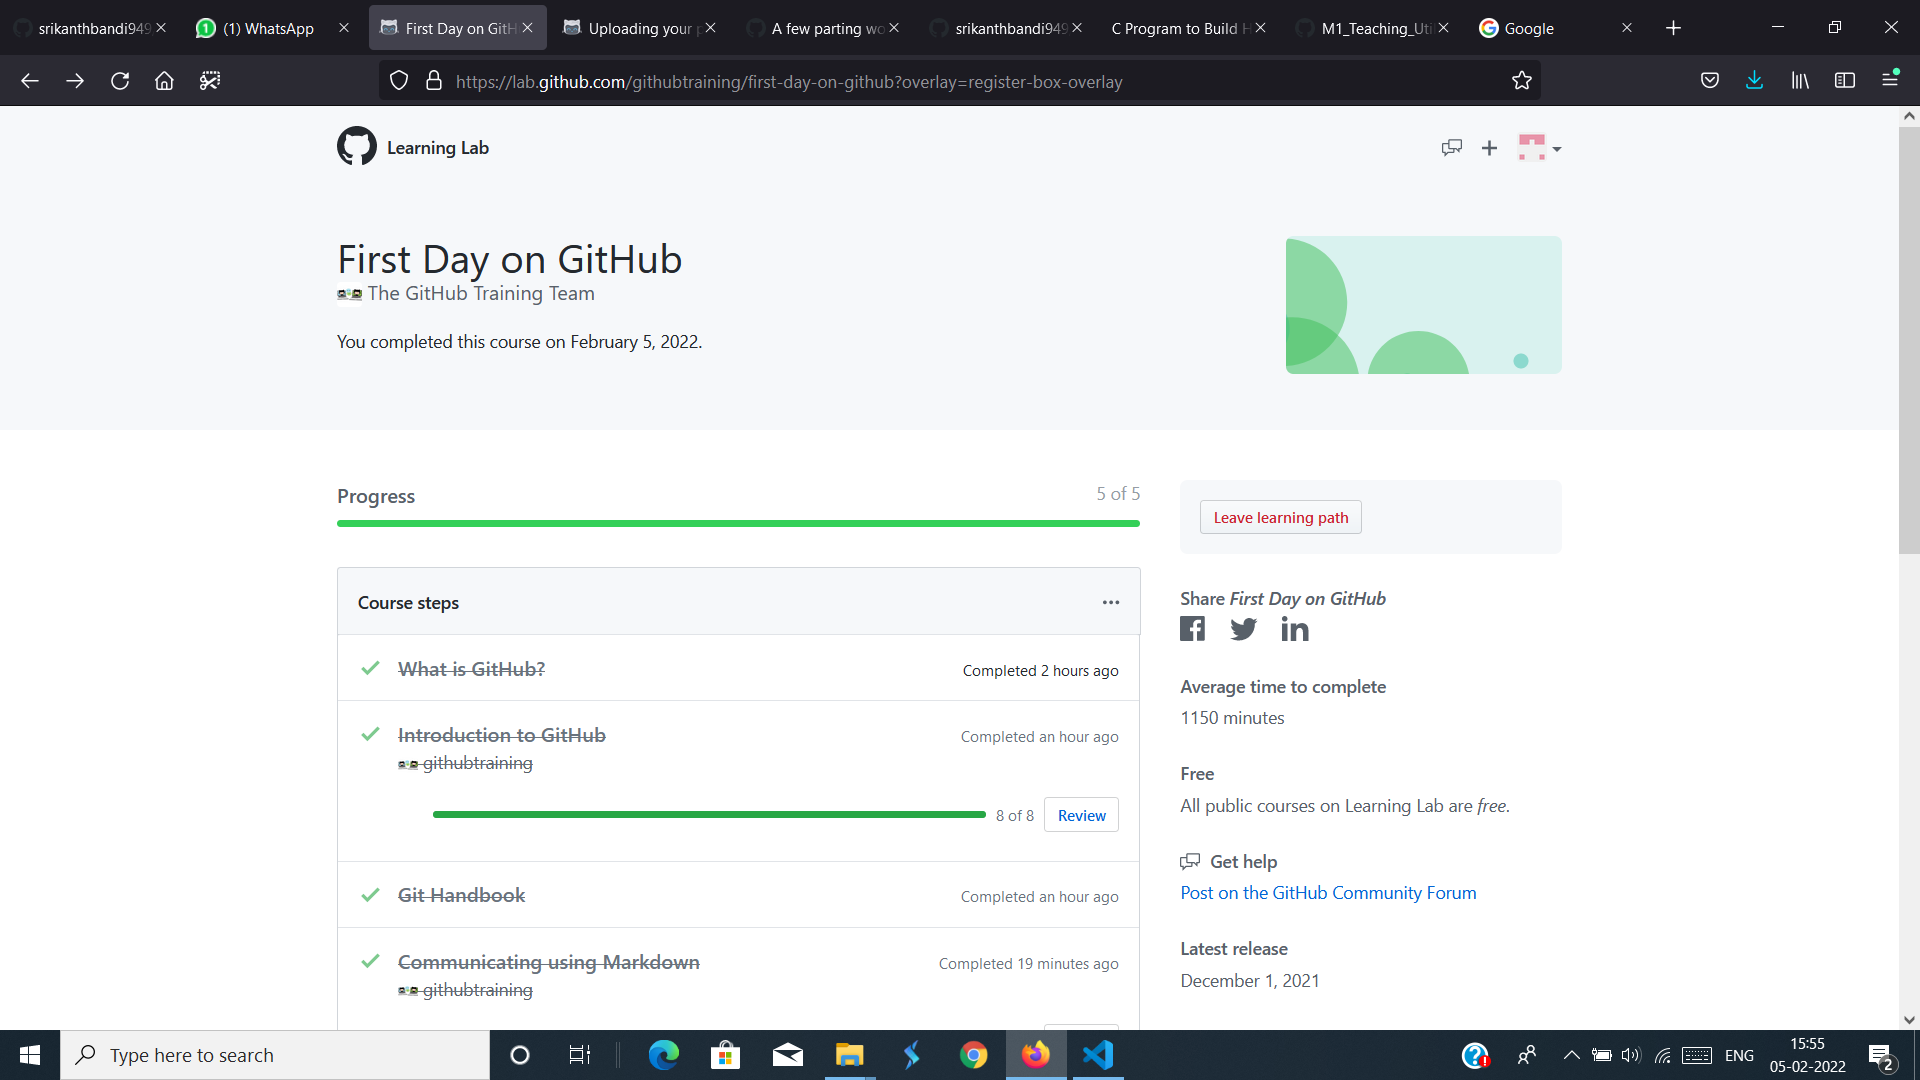 srikanthbandi949
(1) WhatsApp
First Day on GitH
Uploading your p
A few parting wo
srikanthbandi949
C Program to Build H
M1_Teaching_Uti
Google
https://lab.github.com/githubtraining/first-day-on-github?overlay=register-box-overlay
Learning Lab
First Day on GitHub
The GitHub Training Team
You completed this course on February 5, 2022.
Progress
5 of 5
Course steps
What is GitHub?
Completed 2 hours ago
Introduction to GitHub
Completed an hour ago
githubtraining
8 of 8
Review
Git Handbook
Completed an hour ago
Communicating using Markdown
Completed 19 minutes ago
githubtraining
Leave learning path
Share First Day on GitHub
Average time to complete
1150 minutes
Free
All public courses on Learning Lab are free.
Get help
Post on the GitHub Community Forum
Latest release
December 1, 2021
Type here to search
ENG
15:55
05-02-2022
2